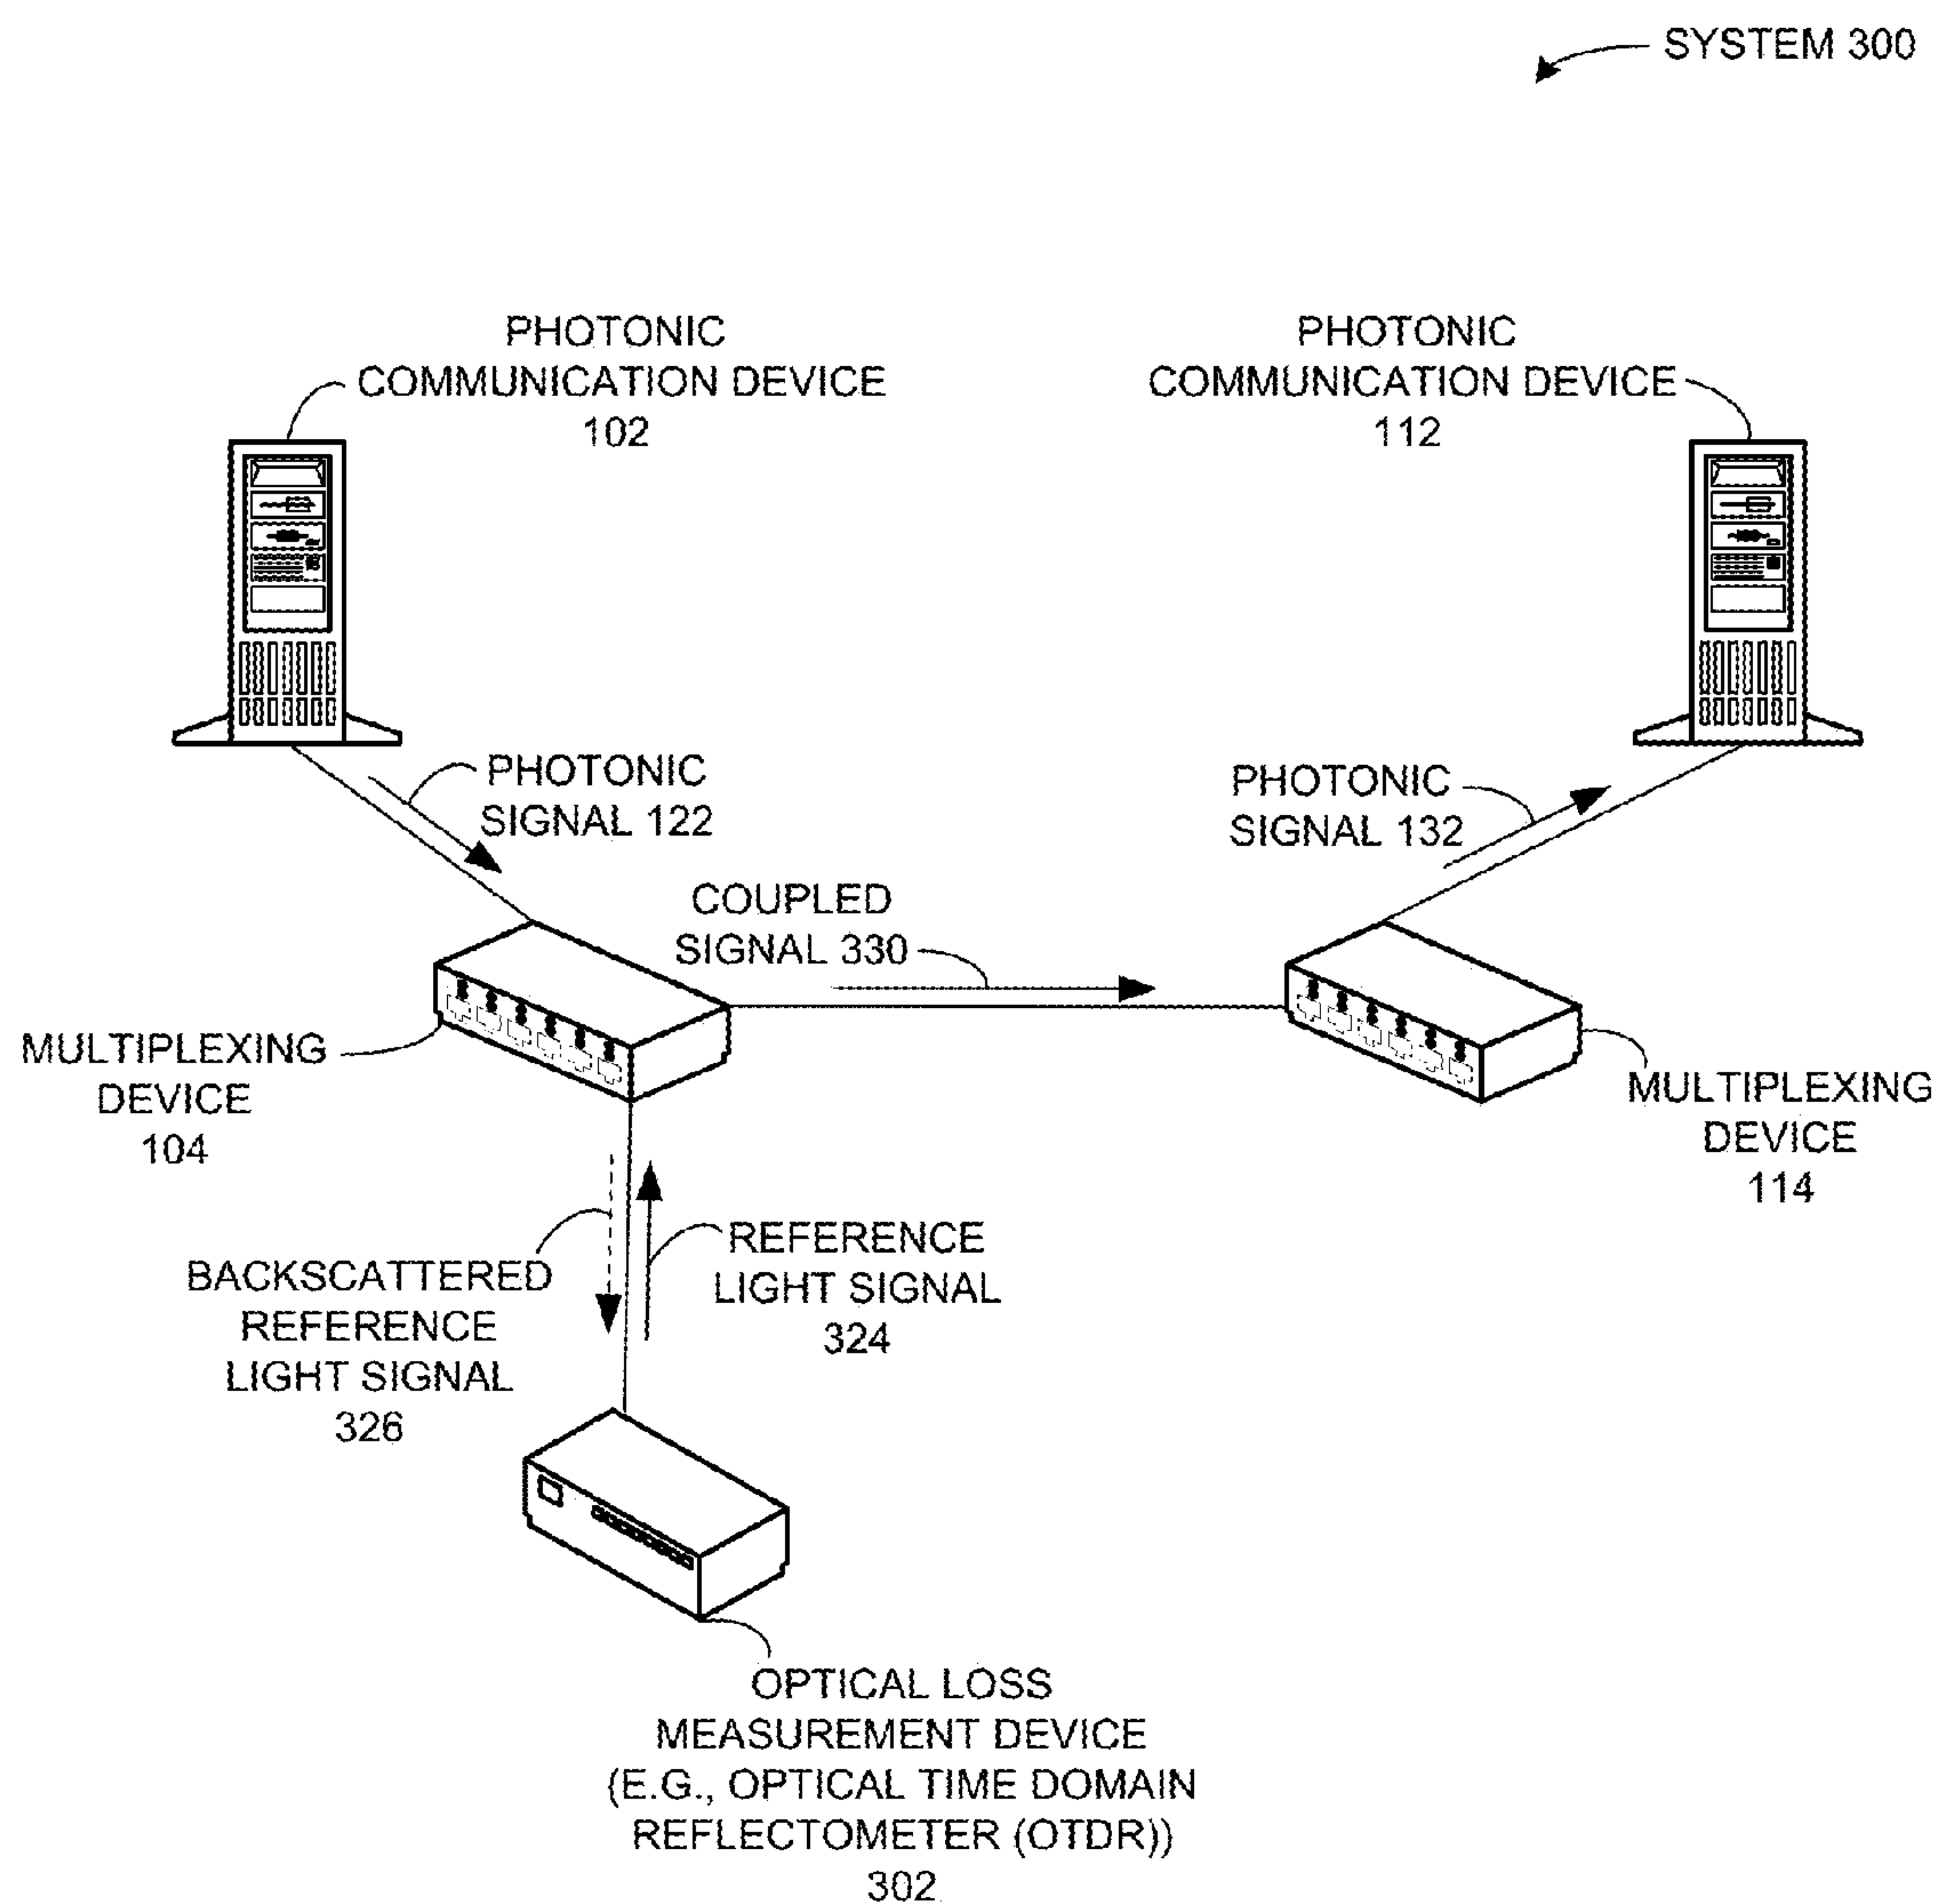 SYSTEM 300
PHOTONIC
COMMUNICATION DEVICE
102
PHOTONIC
COMMUNICATION DEVICE
112
PHOTONIC
SIGNAL 122
PHOTONIC
SIGNAL 132
COUPLED
SIGNAL 330
MULTIPLEXING
DEVICE
104
MULTIPLEXING
DEVICE
114
BACKSCATTERED
REFERENCE
LIGHT SIGNAL
326
REFERENCE
LIGHT SIGNAL
324
OPTICAL LOSS
MEASUREMENT DEVICE
(E.G., OPTICAL TIME DOMAIN
REFLECTOMETER (OTDR))
302